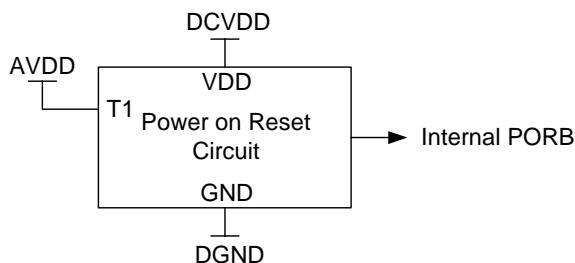 DCVDD
AVDD
VDD
T1
Power on Reset
Circuit
Internal PORB
GND
DGND